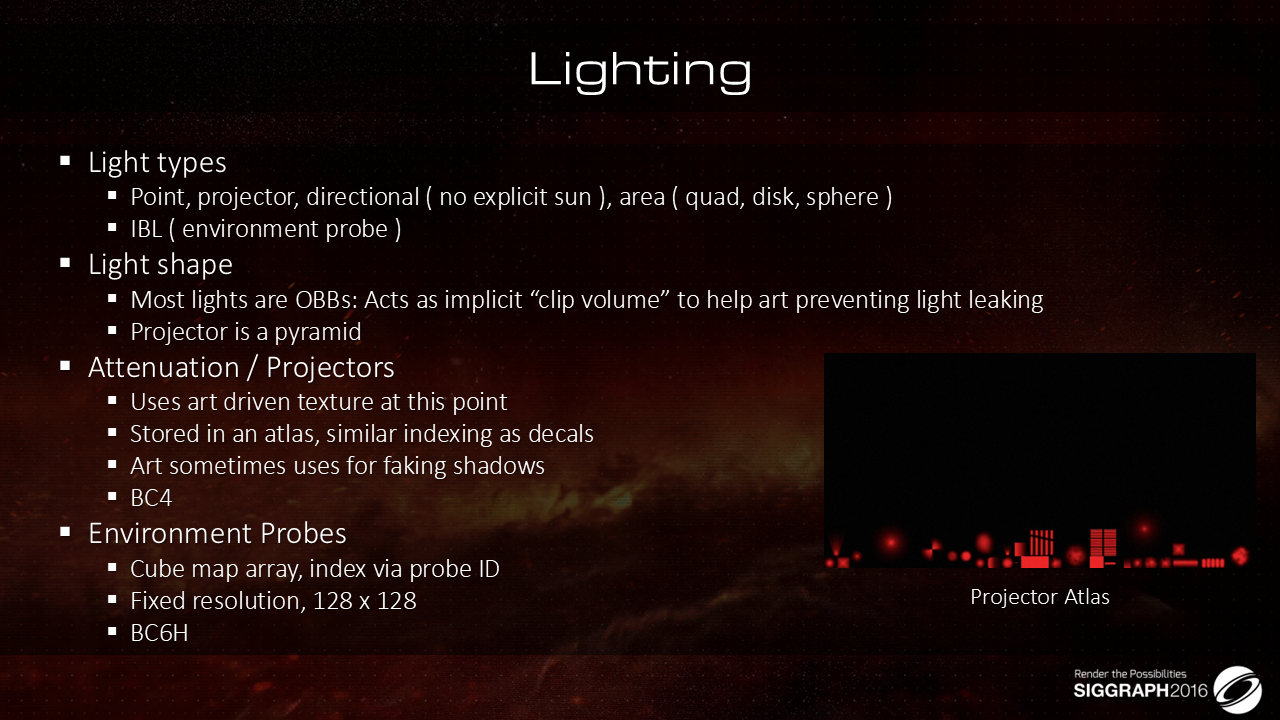 Lighting
▪ Light types
▪ Point, projector, directional ( no explicit sun ), area ( quad, disk, sphere )
▪ IBL ( environment probe )
▪ Light shape
▪ Most lights are OBBs: Acts as implicit “clip volume” to help art preventing light leaking
▪ Projector is a pyramid
▪ Attenuation / Projectors
▪ Uses art driven texture at this point
▪ Stored in an atlas, similar indexing as decals
▪ Art sometimes uses for faking shadows
▪ BC4
▪ Environment Probes
▪ Cube map array, index via probe ID
▪ Fixed resolution, 128 x 128
▪ BC6H
Projector Atlas
Render the Possibilities
SIGGRAPH2016